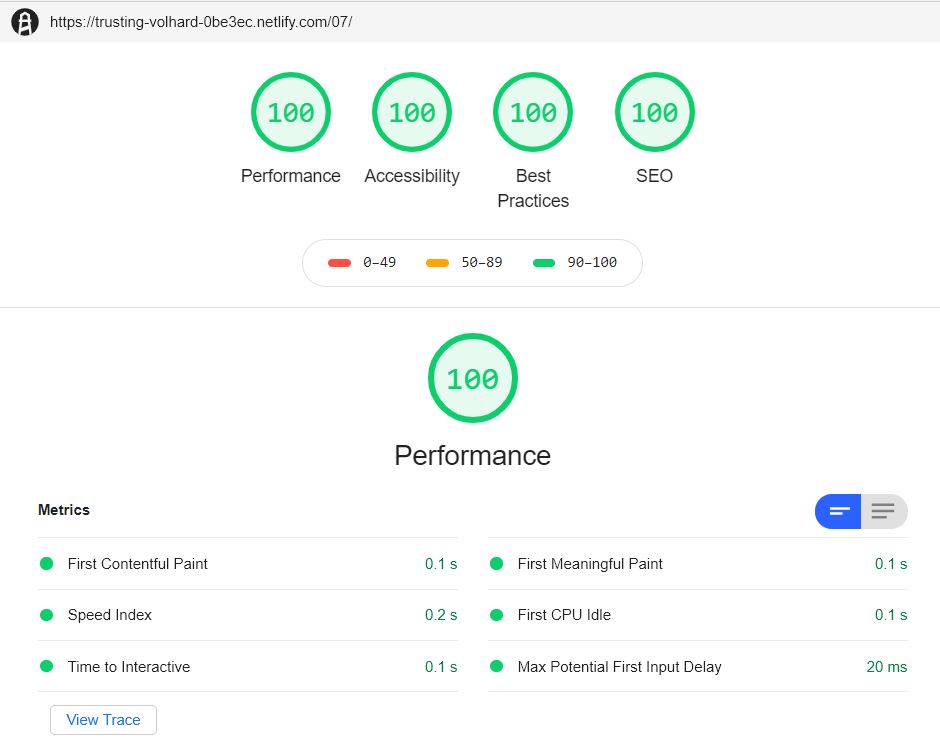 https://trusting-volhard-0be3ec.netlify.com/07/
100 100 100 100
Performance Accessibility Best Practices SEO
0–49 50–89 90–100
100
Performance
Metrics
First Contentful Paint 0.1 s First Meaningful Paint 0.1 s
Speed Index 0.2 s First CPU Idle 0.1 s
Time to Interactive 0.1 s Max Potential First Input Delay 20 ms
View Trace